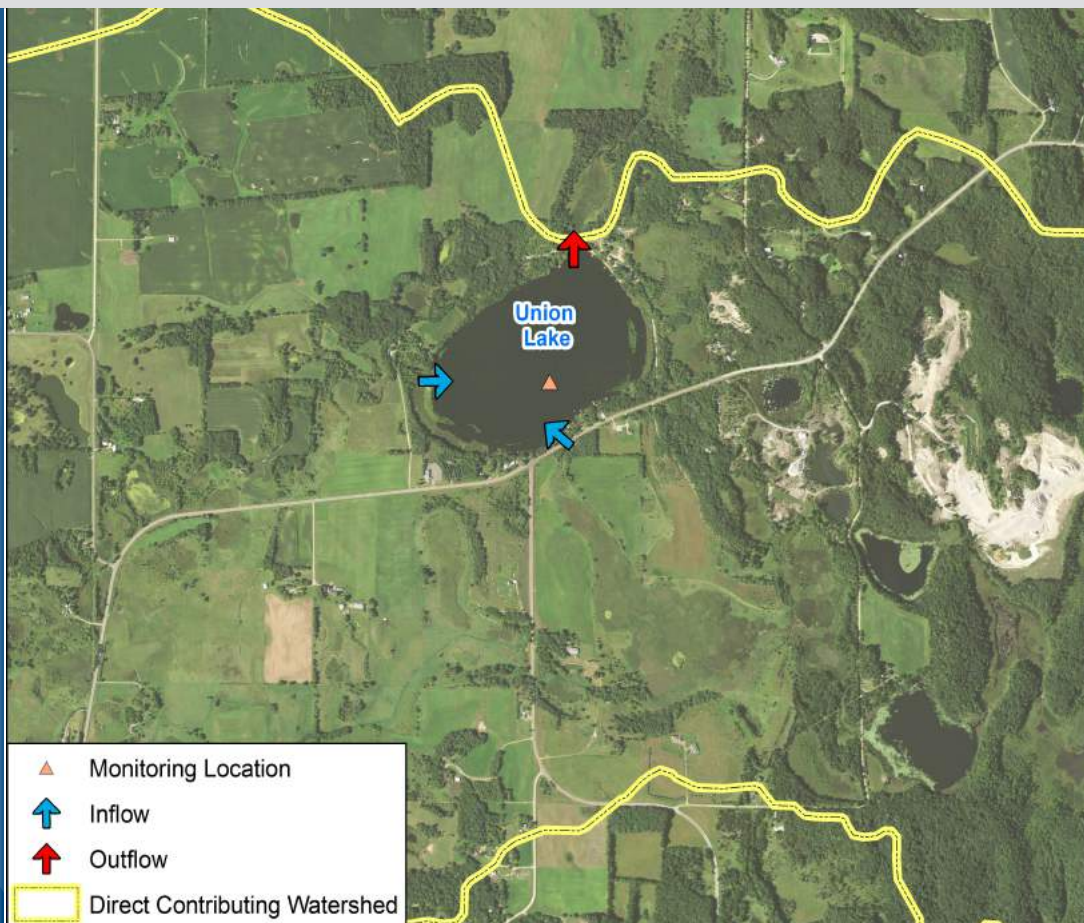 Union
Lake
Monitoring Location
Inflow
Outflow
Direct Contributing Watershed